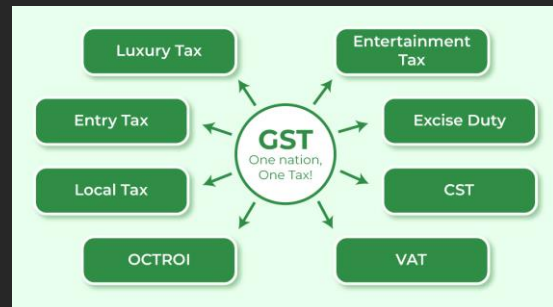 Luxury Tax
Entertainment
Tax
Entry Tax
GST
One nation,
One Tax!
Excise Duty
Local Tax
CST
OCTROI
VAT